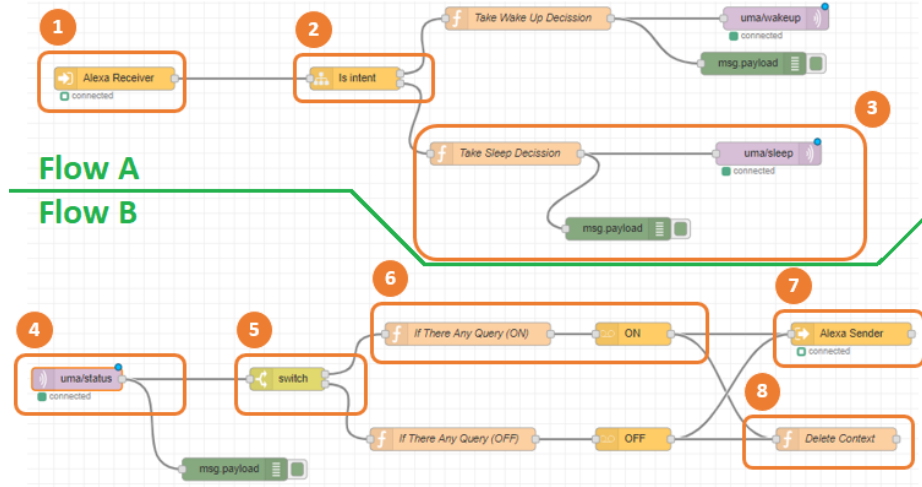 1
2
Take Wake Up Decission
uma/wakeup
connected
Alexa Receiver
connected
Is intent
msg.payload
3
Take Sleep Decission
uma/sleep
connected
msg.payload
Flow A
Flow B
4
5
6
7
uma/status
connected
switch
If There Any Query (ON)
ON
Alexa Sender
connected
8
If There Any Query (OFF)
OFF
Delete Context
msg.payload